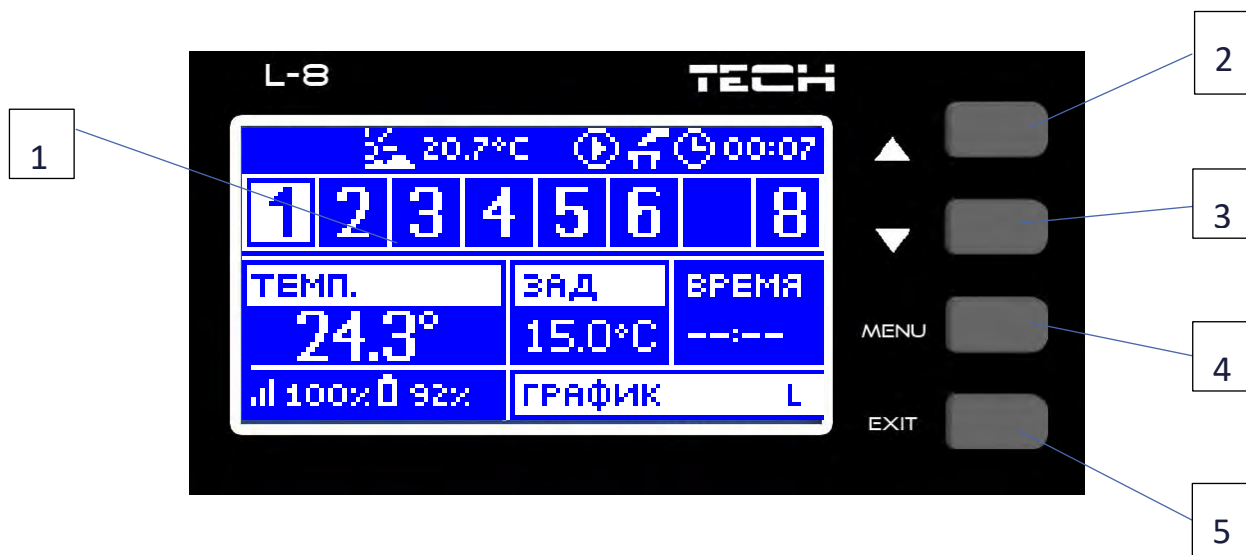 2
L-8 TECH
20.7°C 00:07
1
1 2 3 4 5 6 8
3
ТЕМП. ЗАД ВРЕМЯ
24.3° 15.0°C --:--
MENU
4
100% 92% ГРАФИК L
EXIT
5